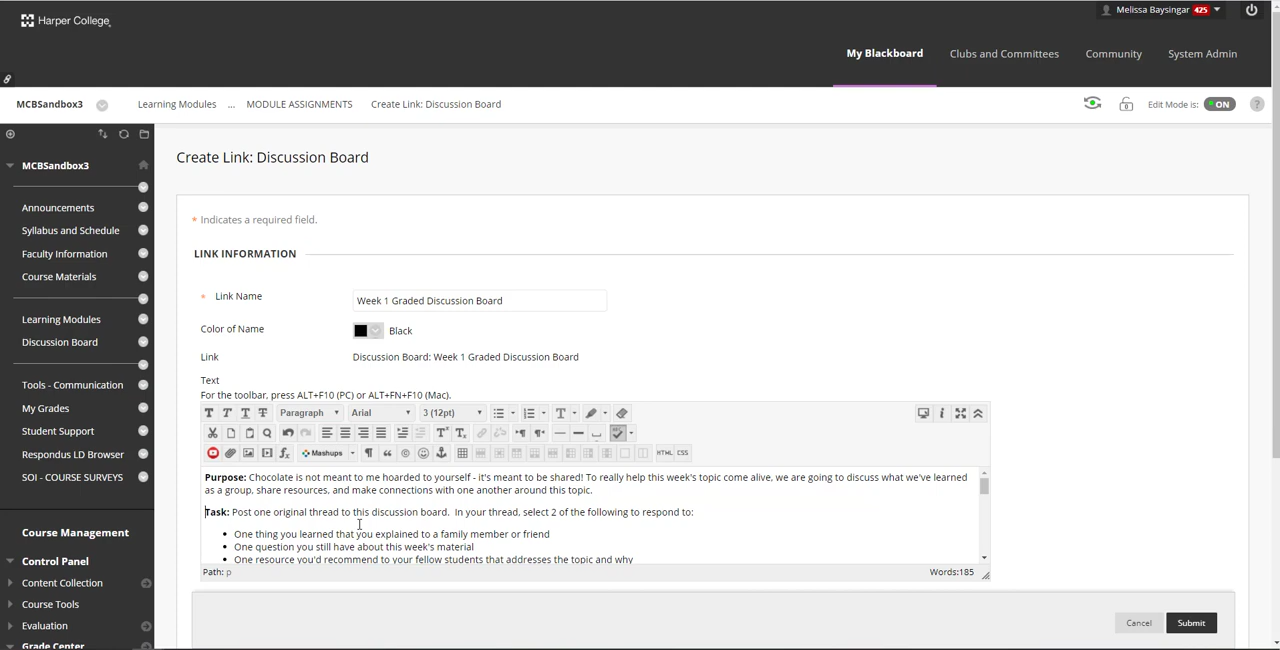 Harper College
Melissa Baysingar 425
My Blackboard Clubs and Committees Community System Admin
MCBSandbox3 Learning Modules ... MODULE ASSIGNMENTS Create Link: Discussion Board Edit Mode is: ON ?
MCBSandbox3
Announcements
Syllabus and Schedule
Faculty Information
Course Materials
Learning Modules
Discussion Board
Tools - Communication
My Grades
Student Support
Respondus LD Browser
SOI - COURSE SURVEYS
Course Management
Control Panel
Content Collection
Course Tools
Evaluation
Grade Center
Create Link: Discussion Board
* Indicates a required field.
LINK INFORMATION
* Link Name Week 1 Graded Discussion Board
Color of Name Black
Link Discussion Board: Week 1 Graded Discussion Board
Text
For the toolbar, press ALT+F10 (PC) or ALT+FN+F10 (Mac).
T T T T Paragraph Arial 3 (12pt) T
Mashups HTML CSS
Purpose: Chocolate is not meant to me hoarded to yourself - it's meant to be shared! To really help this week's topic come alive, we are going to discuss what we've learned
as a group, share resources, and make connections with one another around this topic.
Task: Post one original thread to this discussion board. In your thread, select 2 of the following to respond to:
• One thing you learned that you explained to a family member or friend
• One question you still have about this week's material
• One resource you'd recommend to your fellow students that addresses the topic and why
Path: p Words:185
Cancel Submit